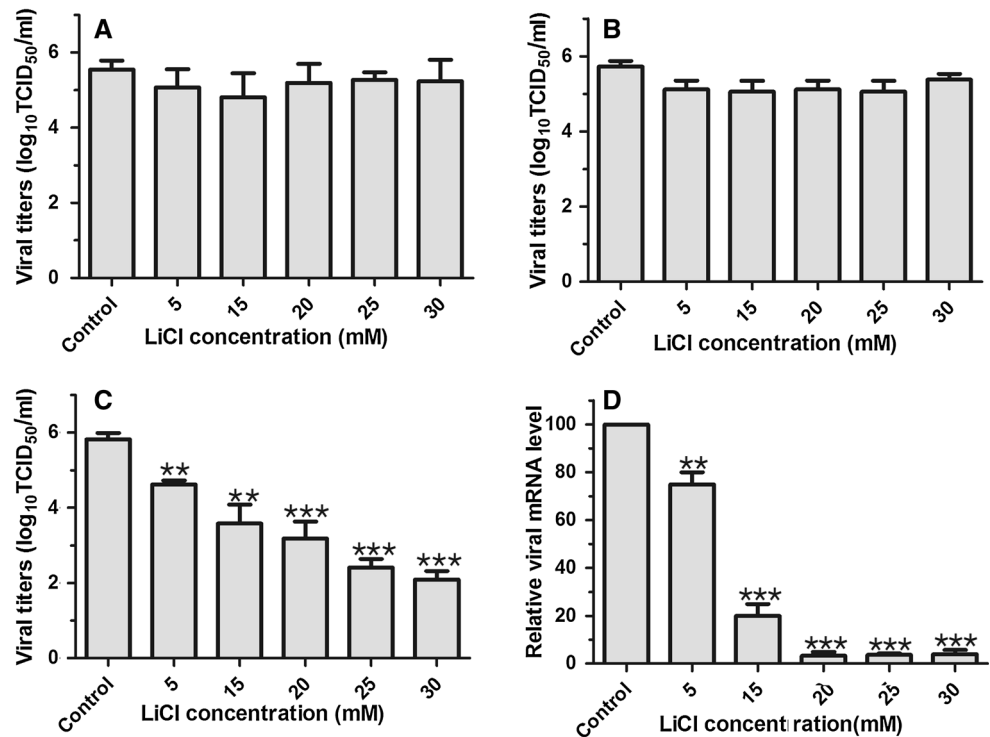 A
Viral titers (log10TCID50/ml)
6
4
2
0
Control 5 15 20 25 30
LiCl concentration (mM)
B
Viral titers (log10TCID50/ml)
6
4
2
0
Control 5 15 20 25 30
LiCl concentration (mM)
C
Viral titers (log10TCID50/ml)
6
4
2
0
** ** *** *** ***
Control 5 15 20 25 30
LiCl concentration (mM)
D
Relative viral mRNA level
100
80
60
40
20
0
** *** *** *** ***
Control 5 15 20 25 30
LiCl concentration(mM)